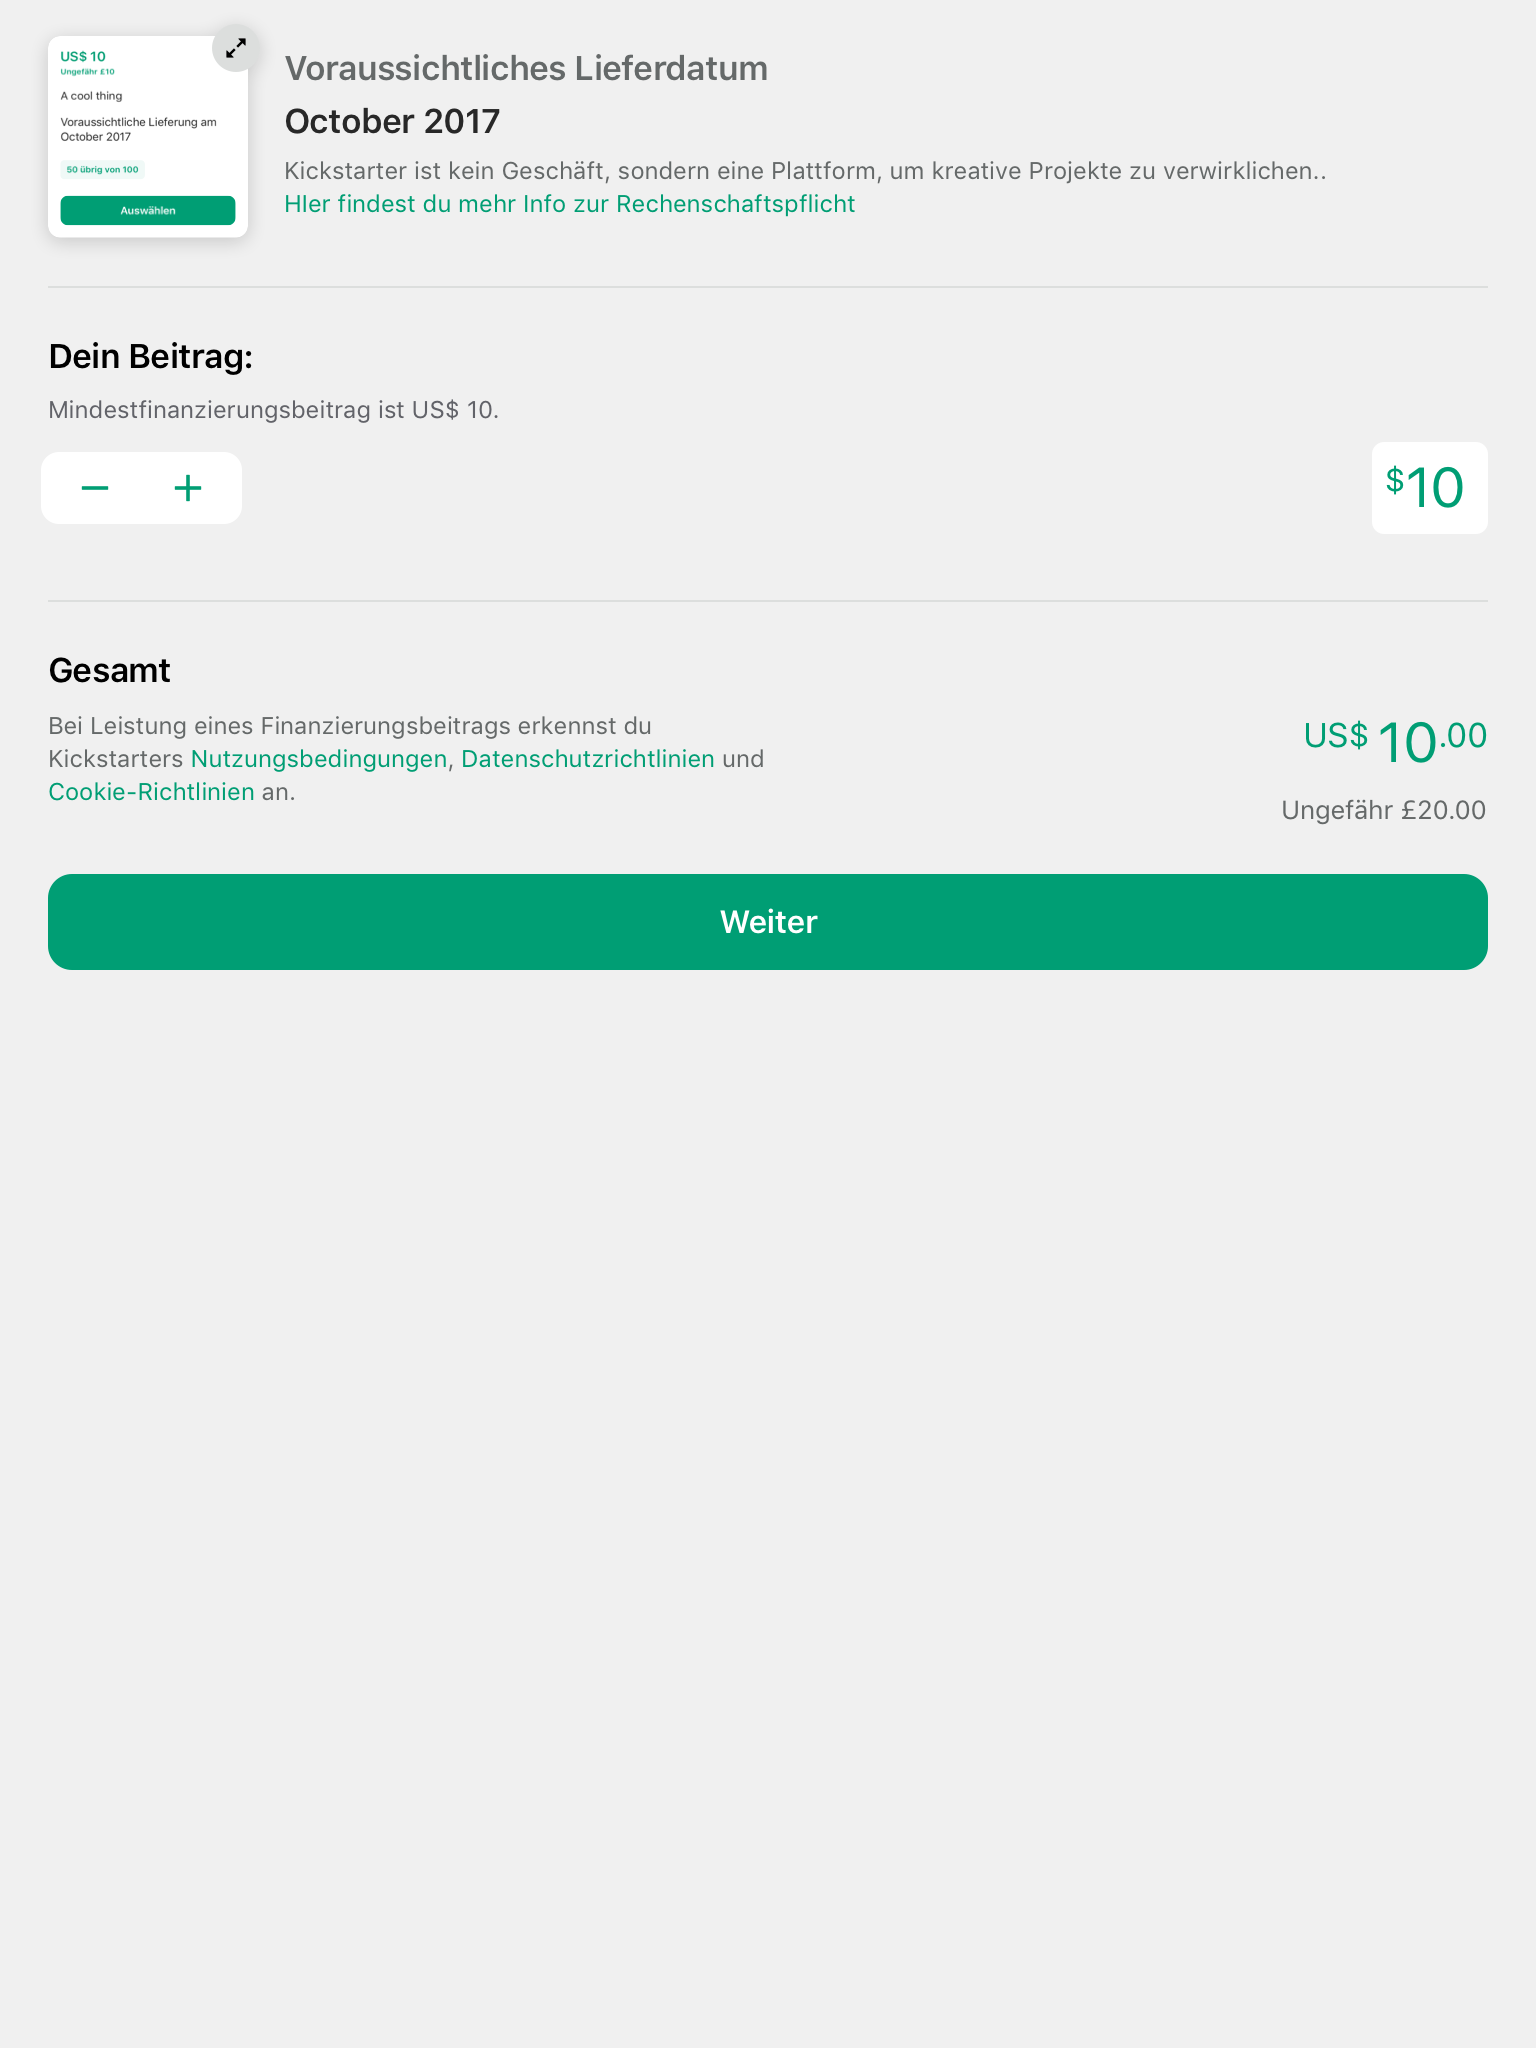 US$ 10
Ungefähr £10
A cool thing
Voraussichtliche Lieferung am
October 2017
50 übrig von 100
Auswählen
Voraussichtliches Lieferdatum
October 2017
Kickstarter ist kein Geschäft, sondern eine Plattform, um kreative Projekte zu verwirklichen..
HIer findest du mehr Info zur Rechenschaftspflicht
Dein Beitrag:
Mindestfinanzierungsbeitrag ist US$ 10.
$10
Gesamt
Bei Leistung eines Finanzierungsbeitrags erkennst du
Kickstarters Nutzungsbedingungen, Datenschutzrichtlinien und
Cookie-Richtlinien an.
US$ 10.00
Ungefähr £20.00
Weiter